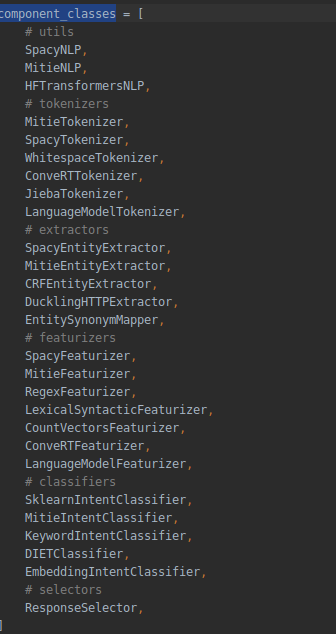 component_classes = [
# utils
SpacyNLP,
MitieNLP,
HFTransformersNLP,
# tokenizers
MitieTokenizer,
SpacyTokenizer,
WhitespaceTokenizer,
ConveRTTokenizer,
JiebaTokenizer,
LanguageModelTokenizer,
# extractors
SpacyEntityExtractor,
MitieEntityExtractor,
CRFEntityExtractor,
DucklingHTTPExtractor,
EntitySynonymMapper,
# featurizers
SpacyFeaturizer,
MitieFeaturizer,
RegexFeaturizer,
LexicalSyntacticFeaturizer,
CountVectorsFeaturizer,
ConveRTFeaturizer,
LanguageModelFeaturizer,
# classifiers
SklearnIntentClassifier,
MitieIntentClassifier,
KeywordIntentClassifier,
DIETClassifier,
EmbeddingIntentClassifier,
# selectors
ResponseSelector,
]